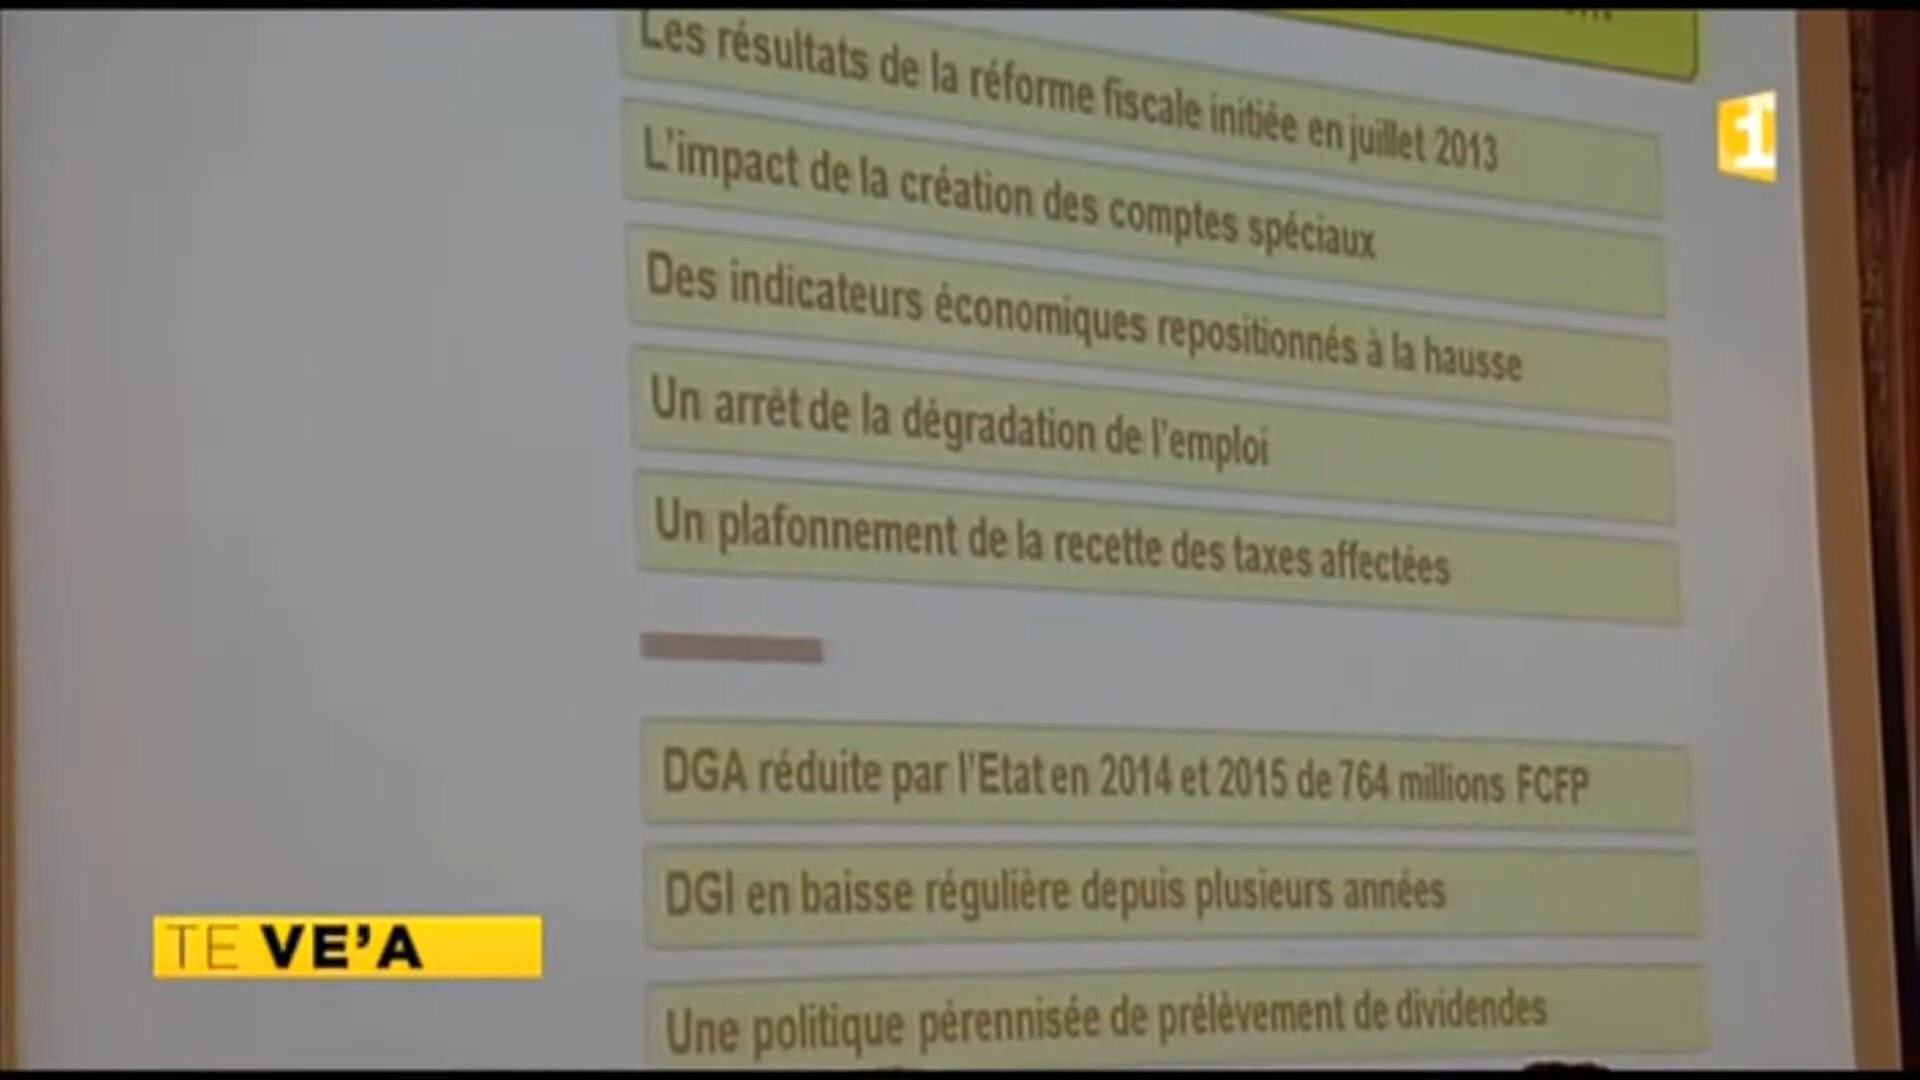 Les résultats de la réforme fiscale initiée en juillet 2013
1
L'impact de la création des comptes spéciaux
Des indicateurs économiques repositionnés à la hausse
Un arrêt de la dégradation de l'emploi
Un plafonnement de la recette des taxes affectées
DGA réduite par l'Etat en 2014 et 2015 de 764 millions FCFP
DGI en baisse régulière depuis plusieurs années
TE VE'A
Une politique pérennisée de prélèvement de dividendes